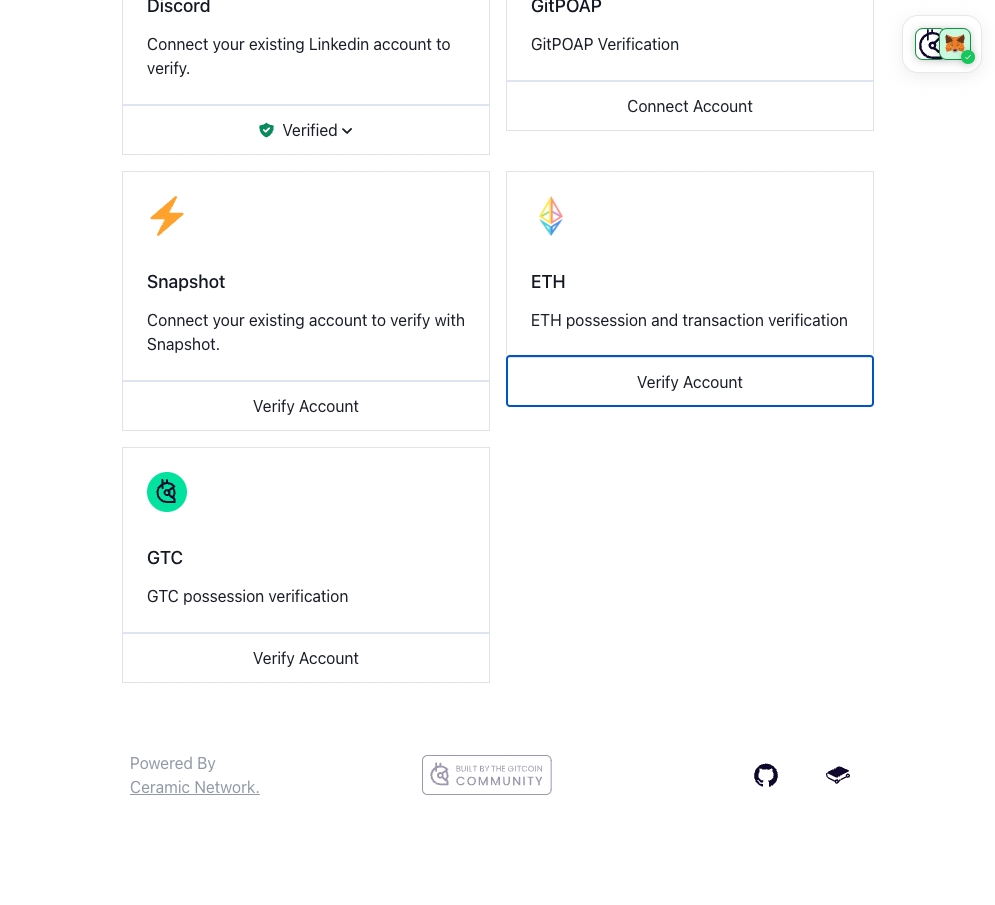 Discord
Connect your existing Linkedin account to
verify.
Verified
GitPOAP
GitPOAP Verification
Connect Account
Snapshot
Connect your existing account to verify with
Snapshot.
Verify Account
ETH
ETH possession and transaction verification
Verify Account
GTC
GTC possession verification
Verify Account
Powered By
Ceramic Network.
BUILT BY THE GITCOIN
COMMUNITY